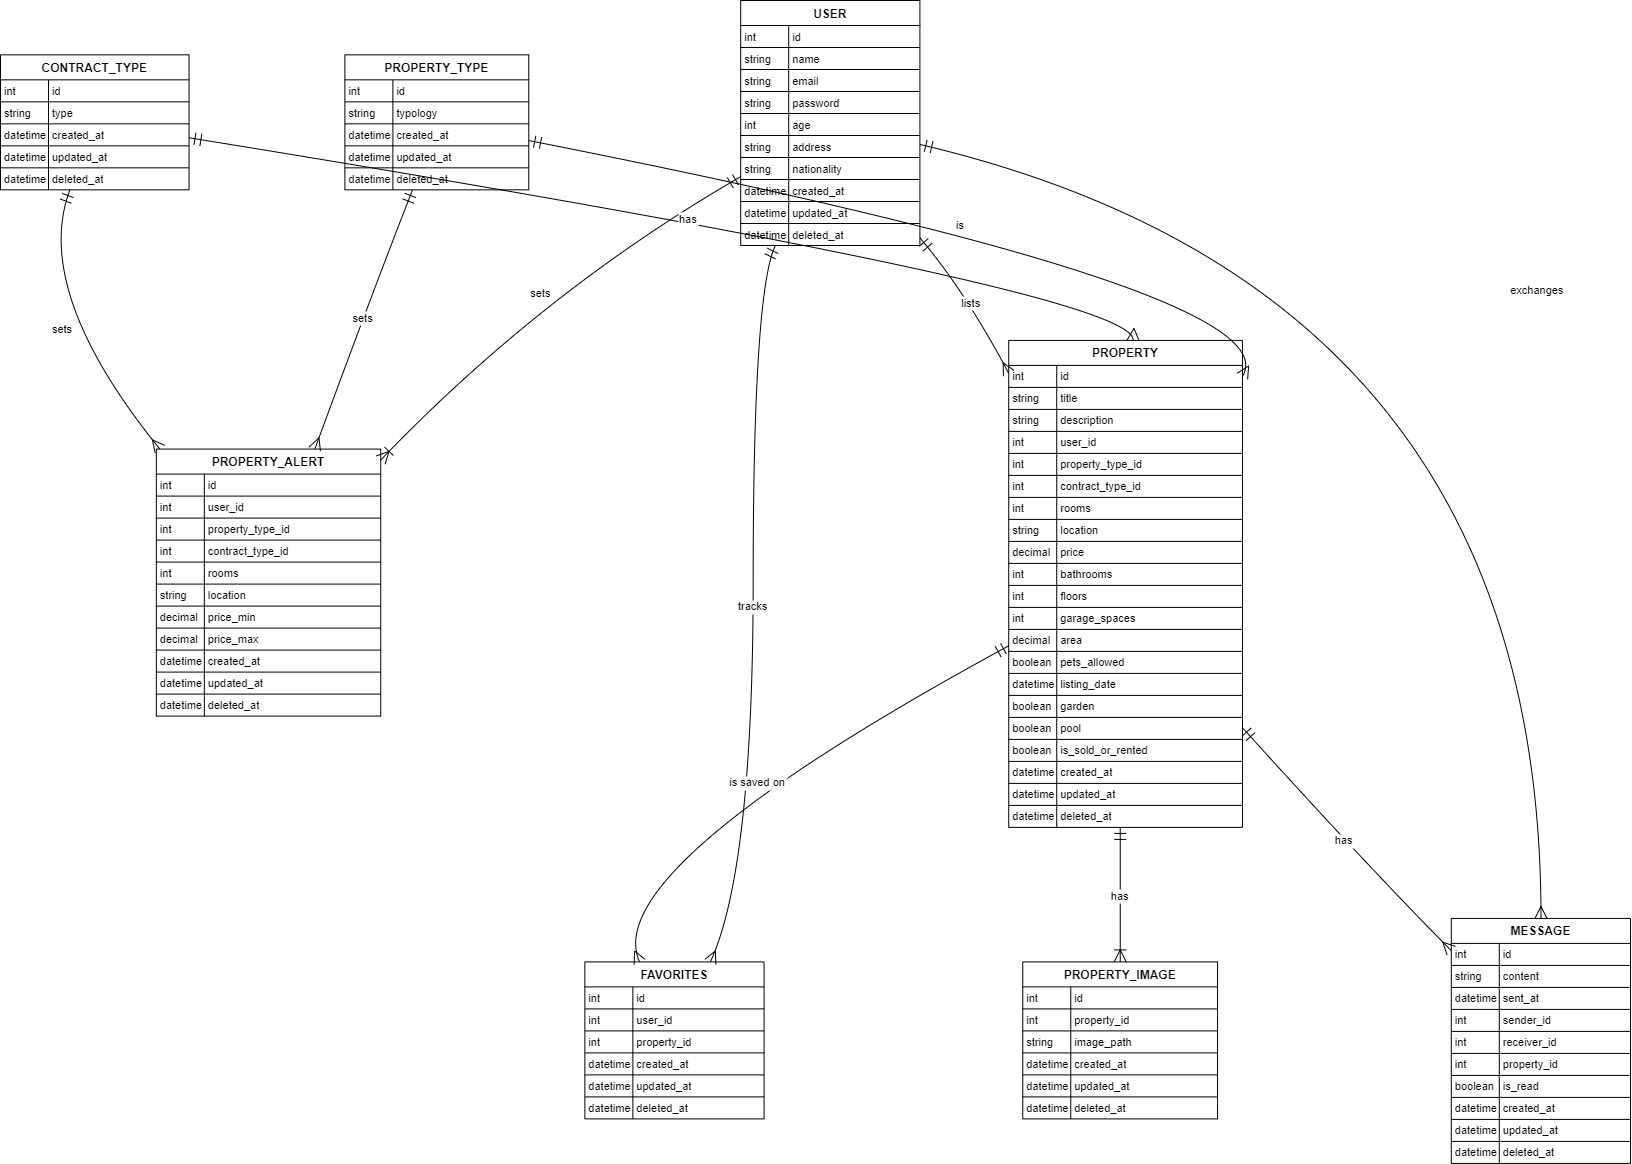 USER
int id
string name
string email
string password
int age
string address
string nationality
datetime created_at
datetime updated_at
datetime deleted_at
CONTRACT_TYPE
int id
string type
datetime created_at
datetime updated_at
datetime deleted_at
PROPERTY_TYPE
int id
string typology
datetime created_at
datetime updated_at
datetime deleted_at
has
is
sets
sets
sets
lists
exchanges
PROPERTY_ALERT
int id
int user_id
int property_type_id
int contract_type_id
int rooms
string location
decimal price_min
decimal price_max
datetime created_at
datetime updated_at
datetime deleted_at
PROPERTY
int id
string title
string description
int user_id
int property_type_id
int contract_type_id
int rooms
string location
decimal price
int bathrooms
int floors
int garage_spaces
decimal area
boolean pets_allowed
datetime listing_date
boolean garden
boolean pool
boolean is_sold_or_rented
datetime created_at
datetime updated_at
datetime deleted_at
tracks
is saved on
has
has
FAVORITES
int id
int user_id
int property_id
datetime created_at
datetime updated_at
datetime deleted_at
PROPERTY_IMAGE
int id
int property_id
string image_path
datetime created_at
datetime updated_at
datetime deleted_at
MESSAGE
int id
string content
datetime sent_at
int sender_id
int receiver_id
int property_id
boolean is_read
datetime created_at
datetime updated_at
datetime deleted_at